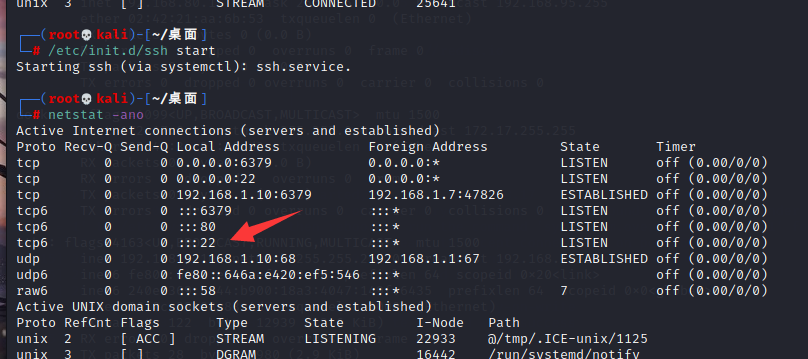 unix  3      [ ]         STREAM     CONNECTED     25641
┌──(root💀kali)-[~/桌面]
└─# /etc/init.d/ssh start
Starting ssh (via systemctl): ssh.service.
┌──(root💀kali)-[~/桌面]
└─# netstat -ano
Active Internet connections (servers and established)
Proto Recv-Q Send-Q Local Address           Foreign Address         State       Timer
tcp        0      0 0.0.0.0:6379            0.0.0.0:*               LISTEN      off (0.00/0/0)
tcp        0      0 0.0.0.0:22              0.0.0.0:*               LISTEN      off (0.00/0/0)
tcp        0      0 192.168.1.10:6379       192.168.1.7:47826       ESTABLISHED off (0.00/0/0)
tcp6       0      0 :::6379                 :::*                    LISTEN      off (0.00/0/0)
tcp6       0      0 :::80                   :::*                    LISTEN      off (0.00/0/0)
tcp6       0      0 :::22                   :::*                    LISTEN      off (0.00/0/0)
udp        0      0 192.168.1.10:68         192.168.1.1:67          ESTABLISHED off (0.00/0/0)
udp6       0      0 fe80::646a:e420:ef5:546 :::*                                off (0.00/0/0)
raw6       0      0 :::58                   :::*                    7           off (0.00/0/0)
Active UNIX domain sockets (servers and established)
Proto RefCnt Flags       Type       State         I-Node   Path
unix  2      [ ACC ]     STREAM     LISTENING     22933    @/tmp/.ICE-unix/1125
unix  3      [ ]         DGRAM                    16442    /run/systemd/notify